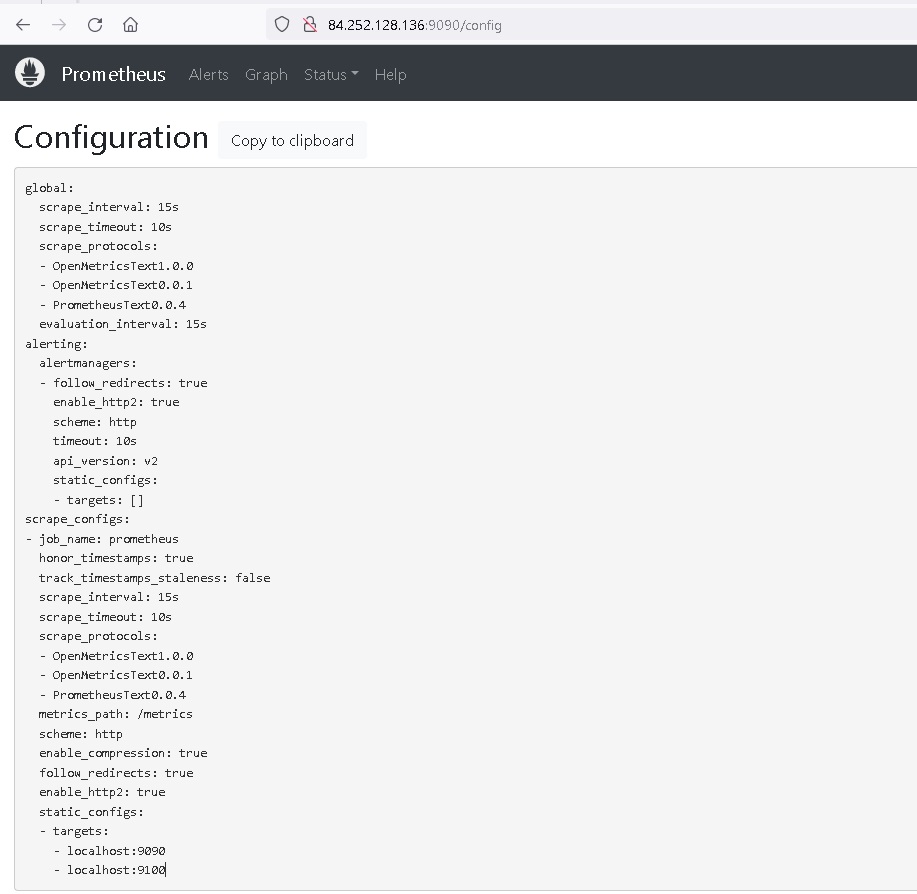 84.252.128.136:9090/config
Prometheus Alerts Graph Status Help
Configuration Copy to clipboard
global:
  scrape_interval: 15s
  scrape_timeout: 10s
  scrape_protocols:
  - OpenMetricsText1.0.0
  - OpenMetricsText0.0.1
  - PrometheusText0.0.4
  evaluation_interval: 15s
alerting:
  alertmanagers:
  - follow_redirects: true
    enable_http2: true
    scheme: http
    timeout: 10s
    api_version: v2
    static_configs:
    - targets: []
scrape_configs:
- job_name: prometheus
  honor_timestamps: true
  track_timestamps_staleness: false
  scrape_interval: 15s
  scrape_timeout: 10s
  scrape_protocols:
  - OpenMetricsText1.0.0
  - OpenMetricsText0.0.1
  - PrometheusText0.0.4
  metrics_path: /metrics
  scheme: http
  enable_compression: true
  follow_redirects: true
  enable_http2: true
  static_configs:
  - targets:
    - localhost:9090
    - localhost:9100